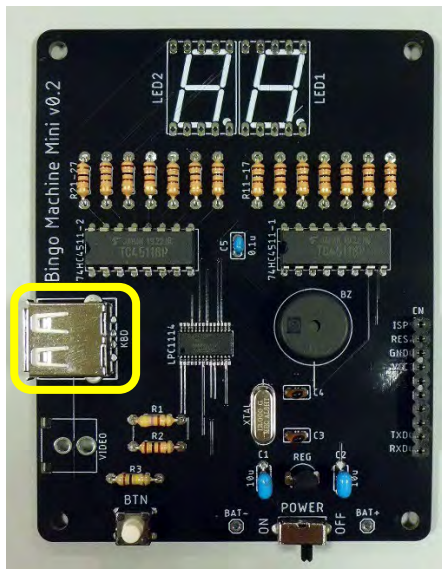 LED2
LED1
Bingo Machine Mini v0.2
R21-27
R11-17
74HC4511-2
TC4511BP
C5
0.1u
74HC4511-1
TC4511BP
KBD
LPC1114
BZ
CN
ISP
RES
GND
VCC
TXD
RXD
XTAL
C4
C3
VIDEO
R1
R2
R3
C1
10u
REG
C2
10u
BTN
BAT-
ON
POWER
OFF
BAT+